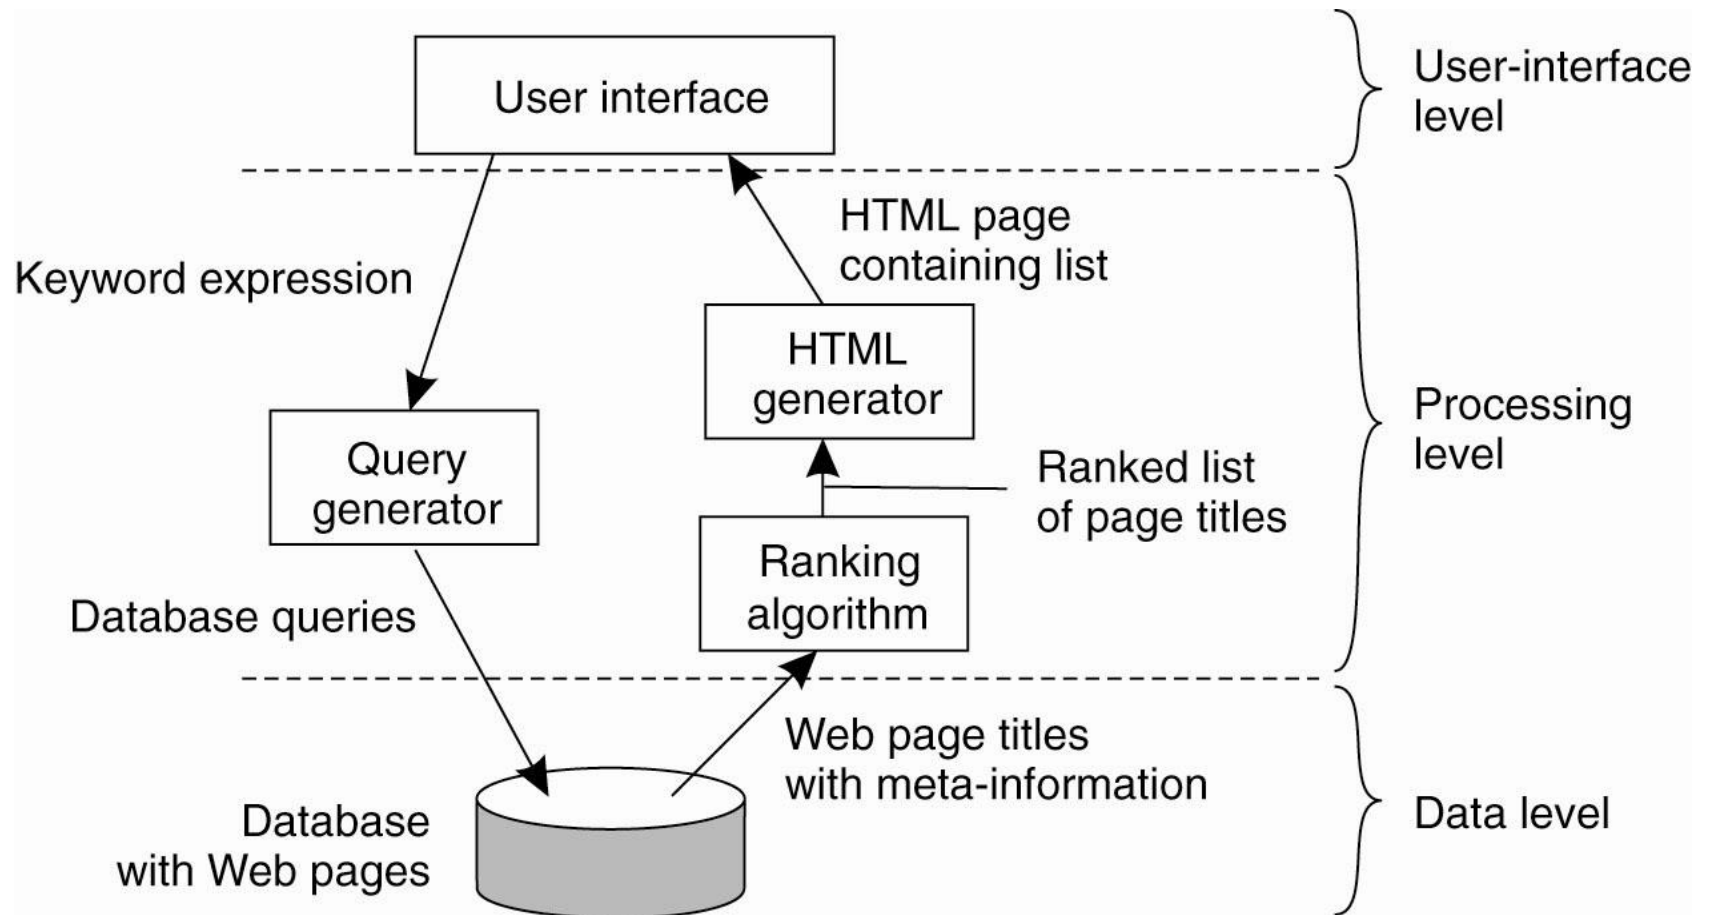 User interface
User-interface
level
Keyword expression
HTML page
containing list
HTML
generator
Processing
level
Query
generator
Ranked list
of page titles
Ranking
algorithm
Database queries
Web page titles
with meta-information
Database
with Web pages
Data level